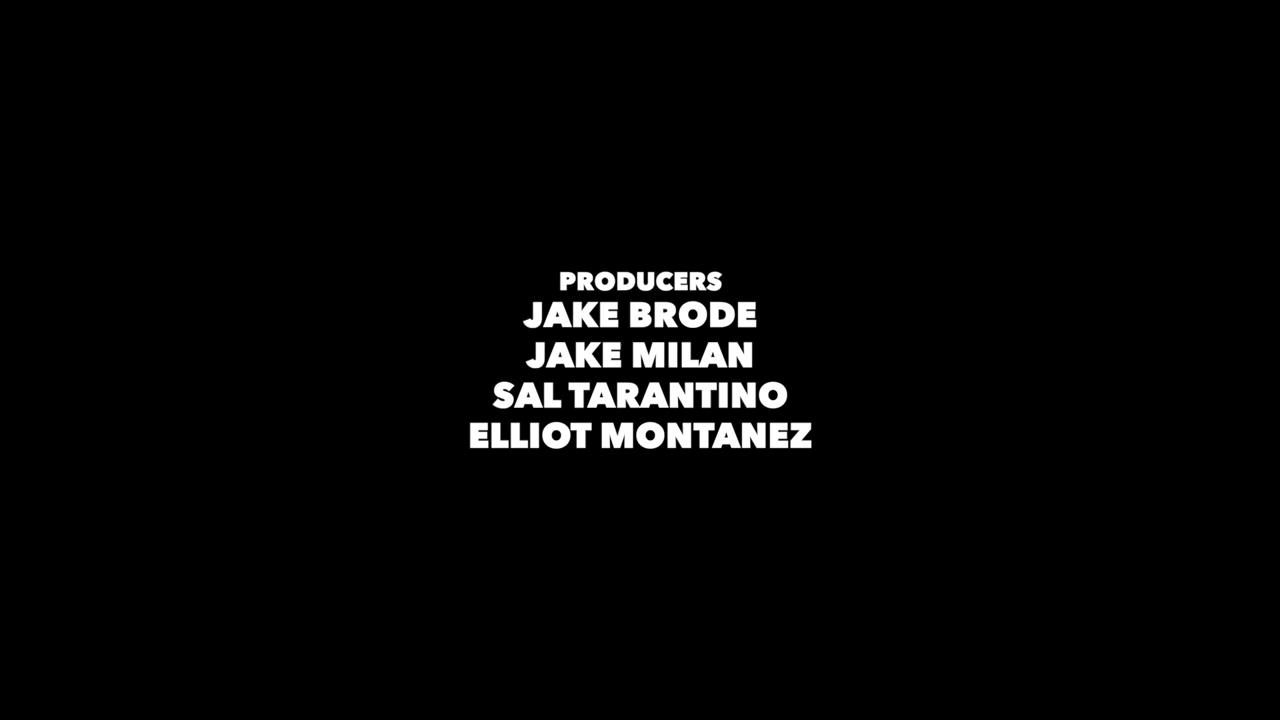 PRODUCERS
JAKE BRODE
JAKE MILAN
SAL TARANTINO
ELLIOT MONTANEZ